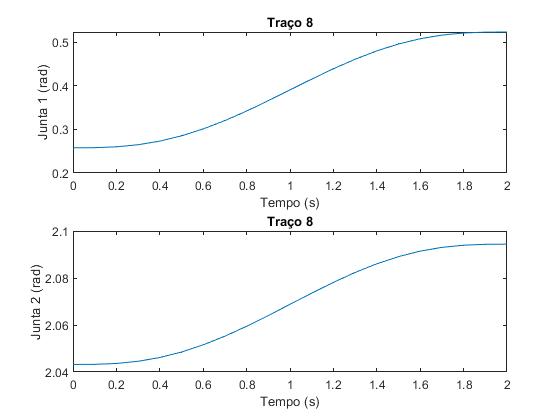 Traço 8
0.5
0.4
0.3
0.2
Junta 1 (rad)
0 0.2 0.4 0.6 0.8 1 1.2 1.4 1.6 1.8 2
Tempo (s)
Traço 8
2.1
2.08
2.06
2.04
Junta 2 (rad)
0 0.2 0.4 0.6 0.8 1 1.2 1.4 1.6 1.8 2
Tempo (s)